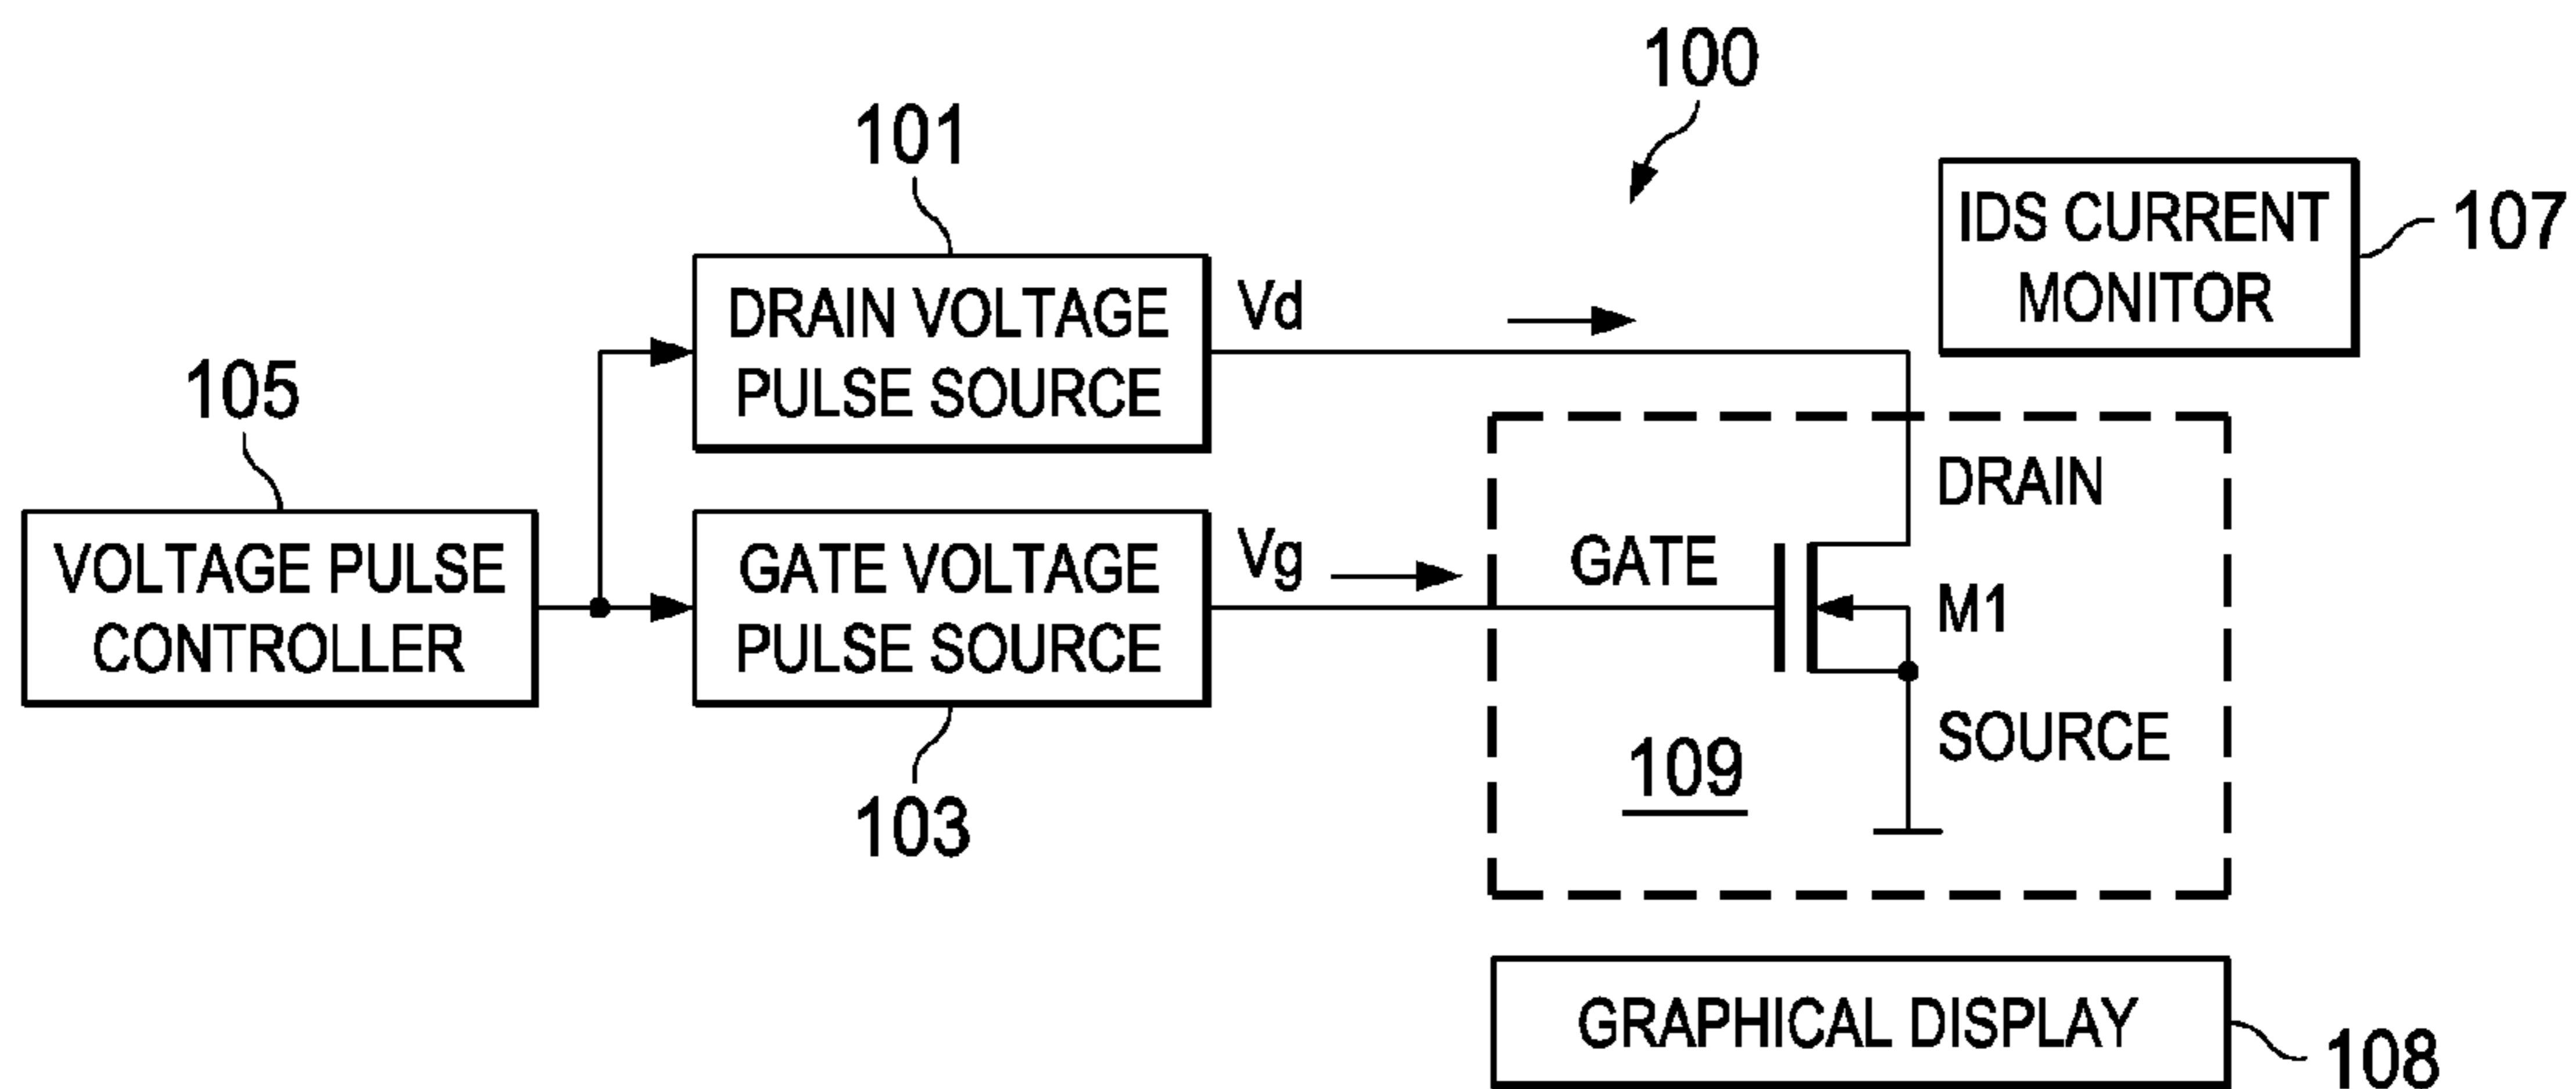 100
101
IDS CURRENT
MONITOR
107
DRAIN VOLTAGE
PULSE SOURCE
Vd
105
DRAIN
VOLTAGE PULSE
CONTROLLER
GATE VOLTAGE
PULSE SOURCE
Vg
GATE
M1
SOURCE
109
103
GRAPHICAL DISPLAY
108